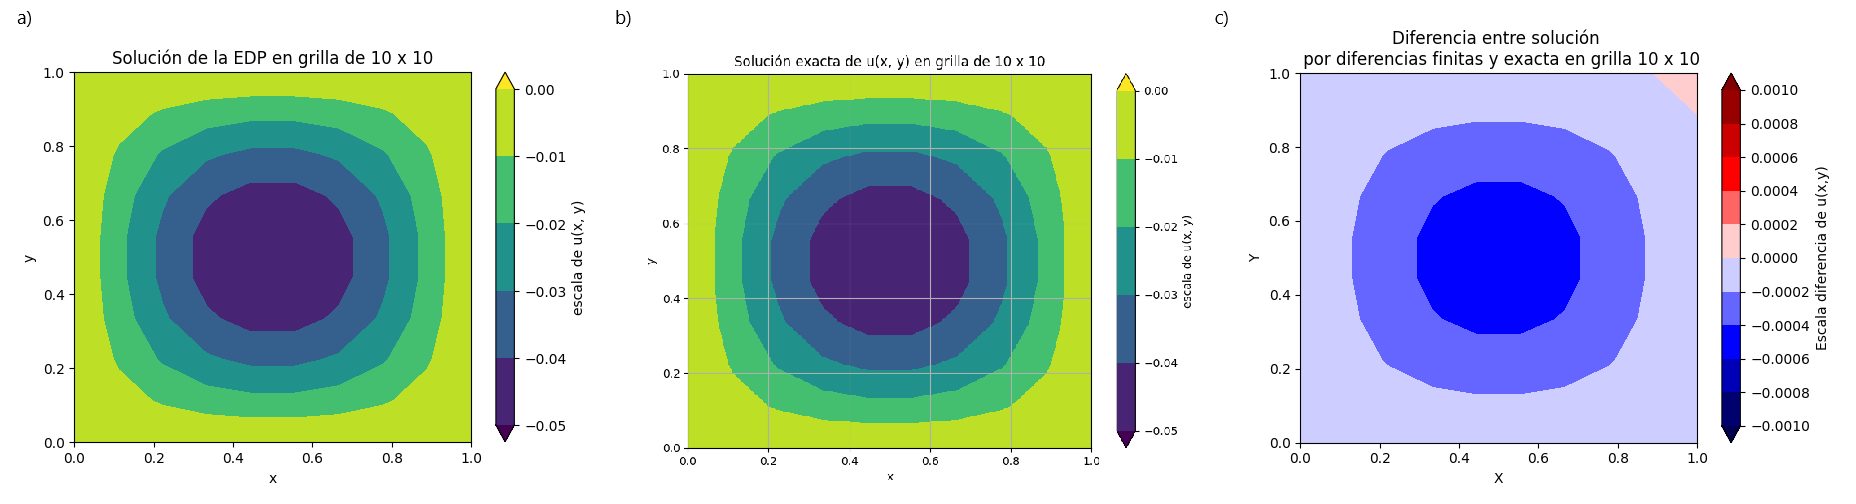 a)
Solución de la EDP en grilla de 10 x 10
1.0
0.8
0.6
0.4
0.2
0.0
y
0.0 0.2 0.4 0.6 0.8 1.0
x
0.00
−0.01
−0.02
−0.03
−0.04
−0.05
escala de u(x, y)
b)
Solución exacta de u(x, y) en grilla de 10 x 10
1.0
0.8
0.6
0.4
0.2
0.0
y
0.0 0.2 0.4 0.6 0.8 1.0
x
0.00
−0.01
−0.02
−0.03
−0.04
−0.05
escala de u(x, y)
c)
Diferencia entre solución
por diferencias finitas y exacta en grilla 10 x 10
1.0
0.8
0.6
0.4
0.2
0.0
Y
0.0 0.2 0.4 0.6 0.8 1.0
X
0.0010
0.0008
0.0006
0.0004
0.0002
0.0000
−0.0002
−0.0004
−0.0006
−0.0008
−0.0010
Escala diferencia de u(x,y)